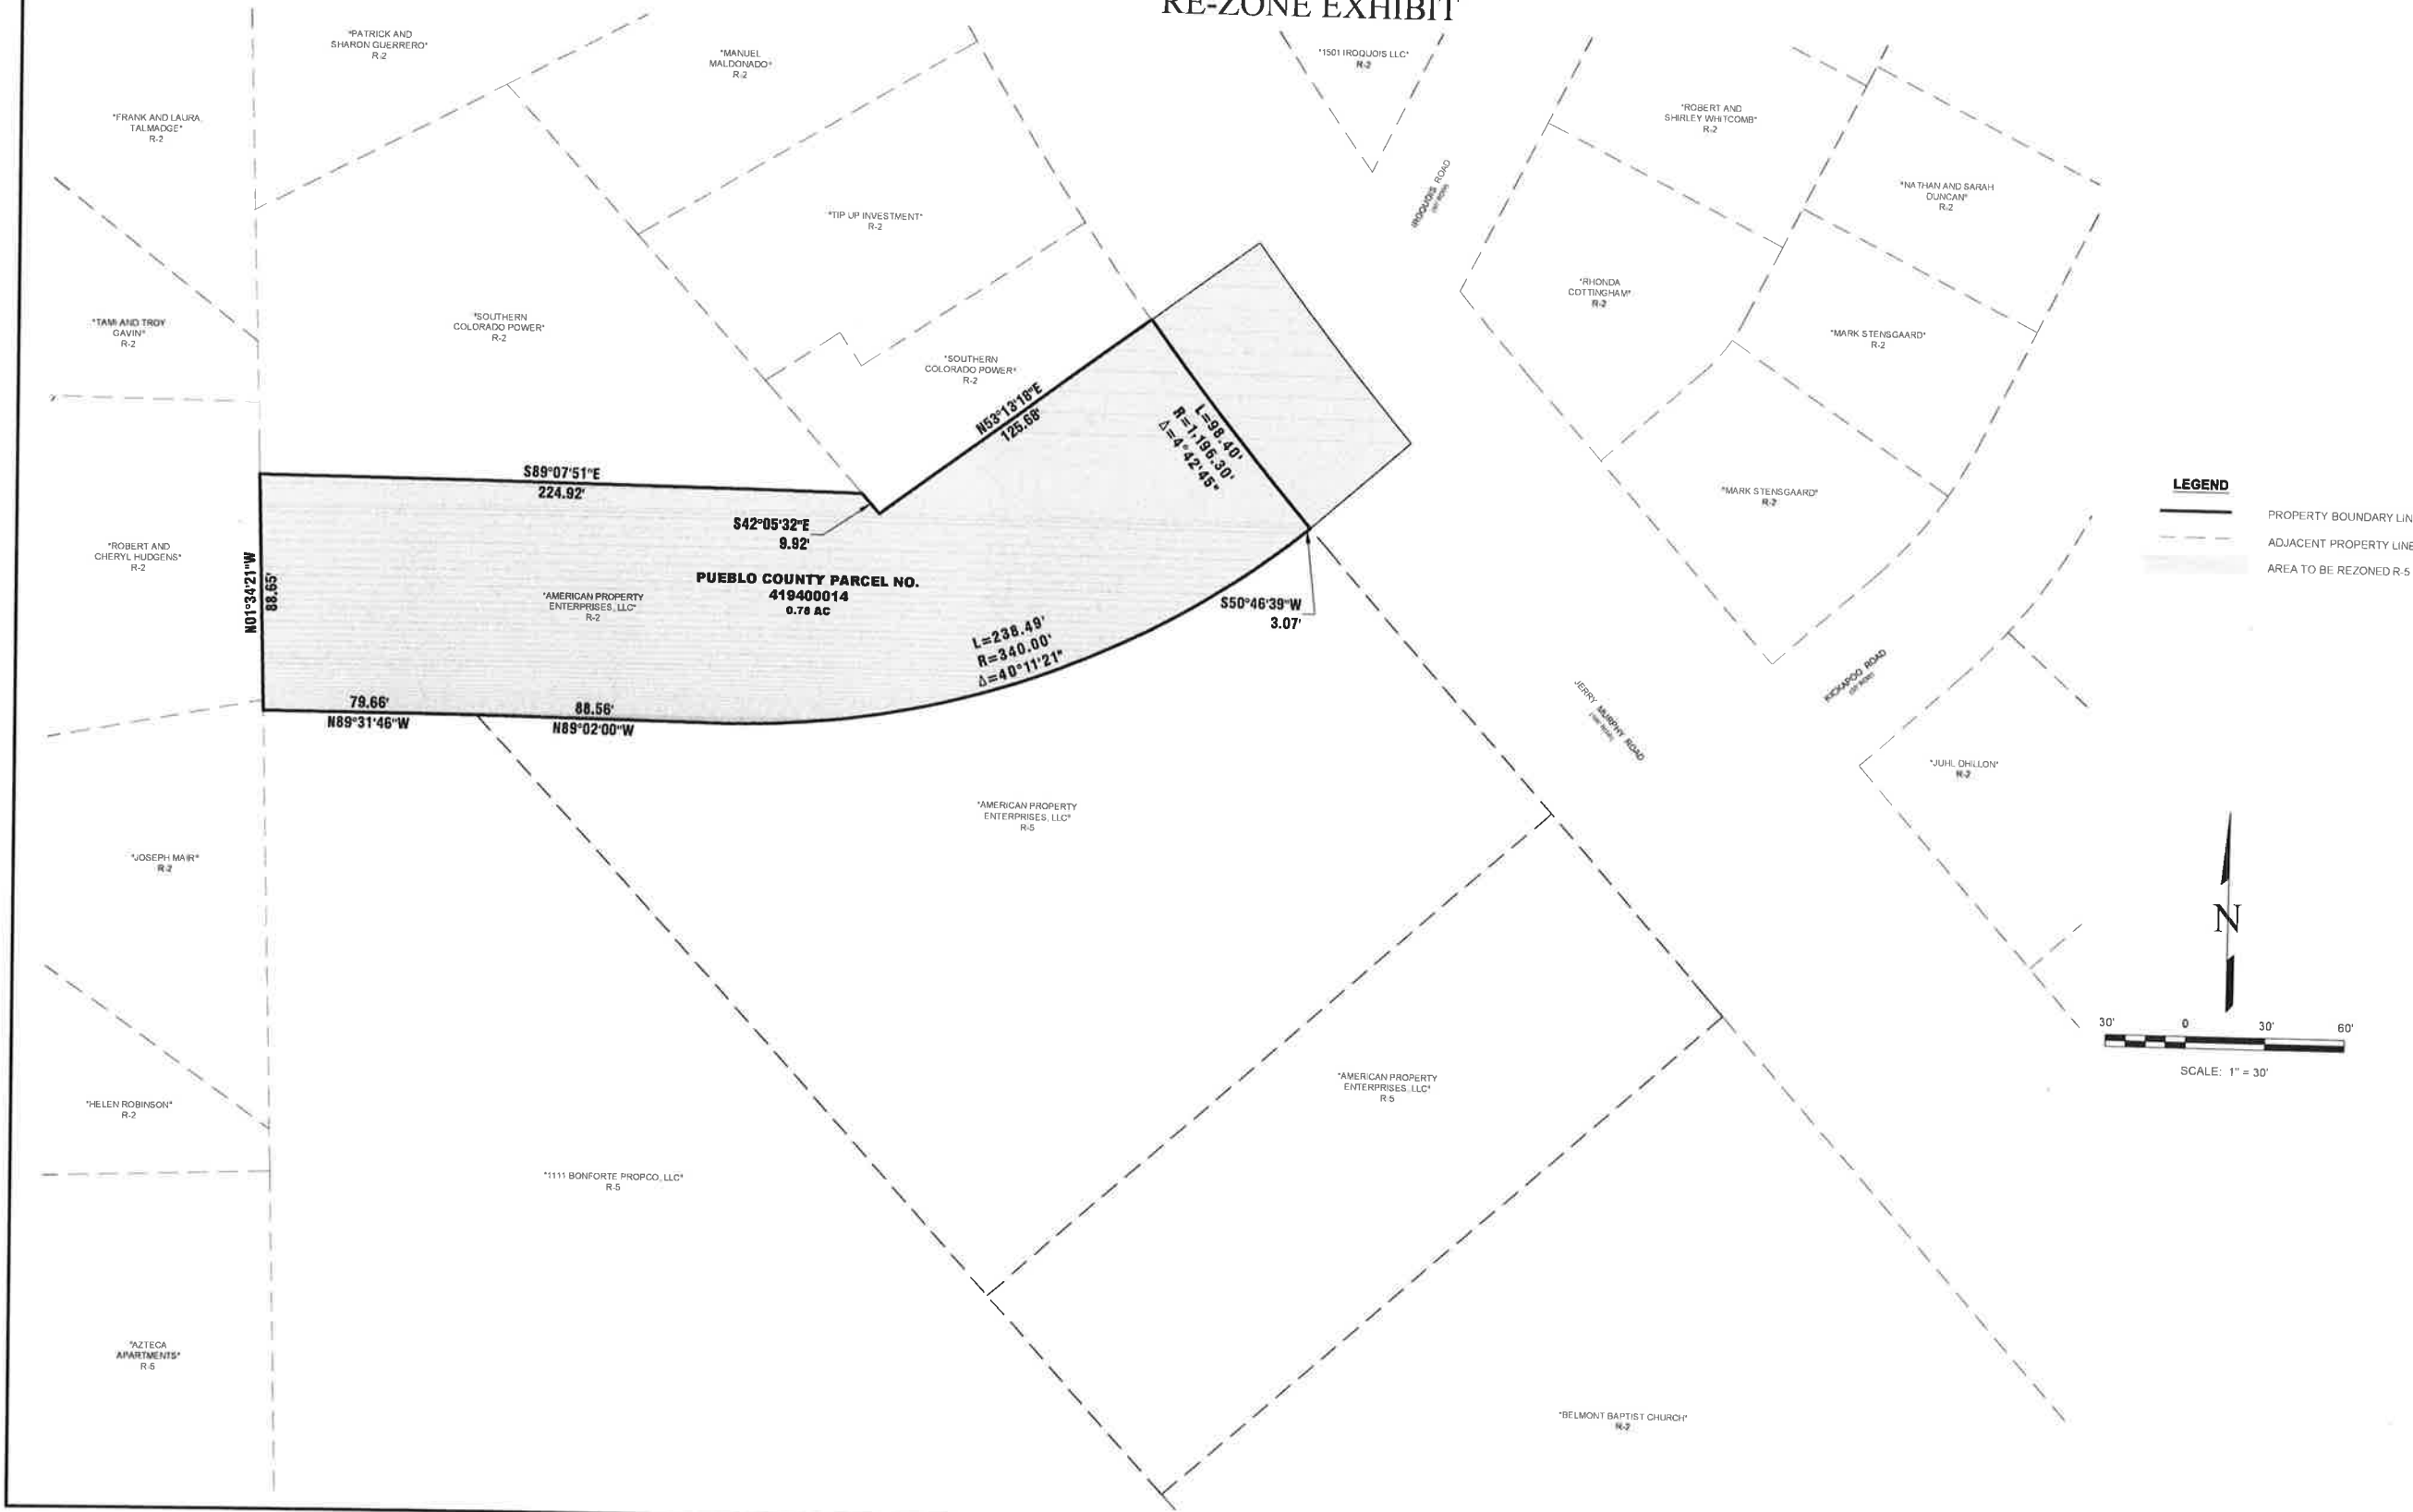 RE-ZONE EXHIBIT
"PATRICK AND
SHARON GUERRERO"
R-2
"MANUEL
MALDONADO"
R-2
"1501 IROQUOIS LLC"
R-2
"FRANK AND LAURA
TALMADGE"
R-2
"ROBERT AND
SHIRLEY WHITCOMB"
R-2
"NATHAN AND SARAH
DUNCAN"
R-2
IROQUOIS ROAD
"TIP UP INVESTMENT"
R-2
"RHONDA
COTTINGHAM"
R-2
"TAMI AND TROY
GAVIN"
R-2
"SOUTHERN
COLORADO POWER"
R-2
"MARK STENSGAARD"
R-2
"SOUTHERN
COLORADO POWER"
R-2
N53°13'18"E
125.68'
L=98.40'
R=1,196.30'
Δ=4°42'45"
S89°07'51"E
224.92'
S42°05'32"E
9.92'
"MARK STENSGAARD"
R-2
LEGEND
PROPERTY BOUNDARY LIN
ADJACENT PROPERTY LINE
AREA TO BE REZONED R-5
"ROBERT AND
CHERYL HUDGENS"
R-2
N01°34'21"W
88.65'
PUEBLO COUNTY PARCEL NO.
419400014
0.78 AC
"AMERICAN PROPERTY
ENTERPRISES, LLC"
R-2
S50°46'39"W
3.07'
L=238.49'
R=340.00'
Δ=40°11'21"
79.66'
N89°31'46"W
88.56'
N89°02'00"W
JERRY MURPHY ROAD
KICKAPOO ROAD
"JUHL DHILLON"
R-2
"AMERICAN PROPERTY
ENTERPRISES, LLC"
R-5
"JOSEPH MAIR"
R-2
N
30' 0 30' 60'
SCALE: 1" = 30'
"HELEN ROBINSON"
R-2
"AMERICAN PROPERTY
ENTERPRISES, LLC"
R-5
"1111 BONFORTE PROPCO, LLC"
R-5
"AZTECA
APARTMENTS"
R-5
"BELMONT BAPTIST CHURCH"
R-2